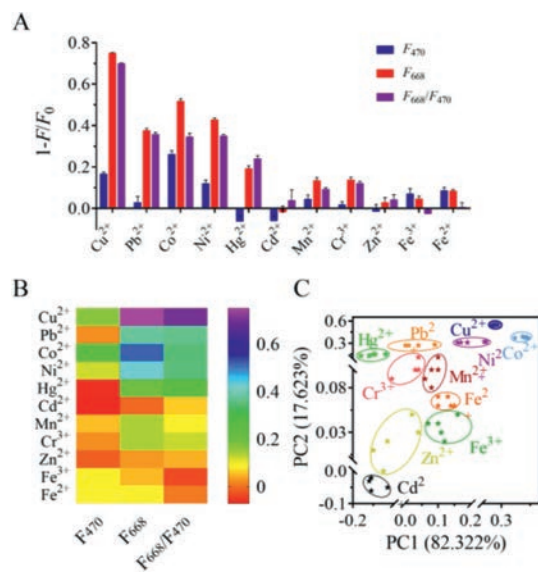 A
F470
F668
F668/F470
1-F/F0
0.8
0.6
0.4
0.2
0.0
Cu2+
Pb2+
Co2+
Ni2+
Hg2+
Cd2+
Mn2+
Cr3+
Zn2+
Fe3+
Fe2+
B
Cu2+
Pb2+
Co2+
Ni2+
Hg2+
Cd2+
Mn2+
Cr3+
Zn2+
Fe3+
Fe2+
F470
F668
F668/F470
0.6
0.4
0.2
0
C
PC2 (17.623%)
0.6
0.3
0.08
0.03
0.0
-0.1
Hg2+
Pb2
Cu2+
Ni2
Co2+
Cr3+
Mn2+
Fe2
+
Zn2+
Fe3+
Cd2
-0.2
0.0
0.1
0.2
0.3
PC1 (82.322%)